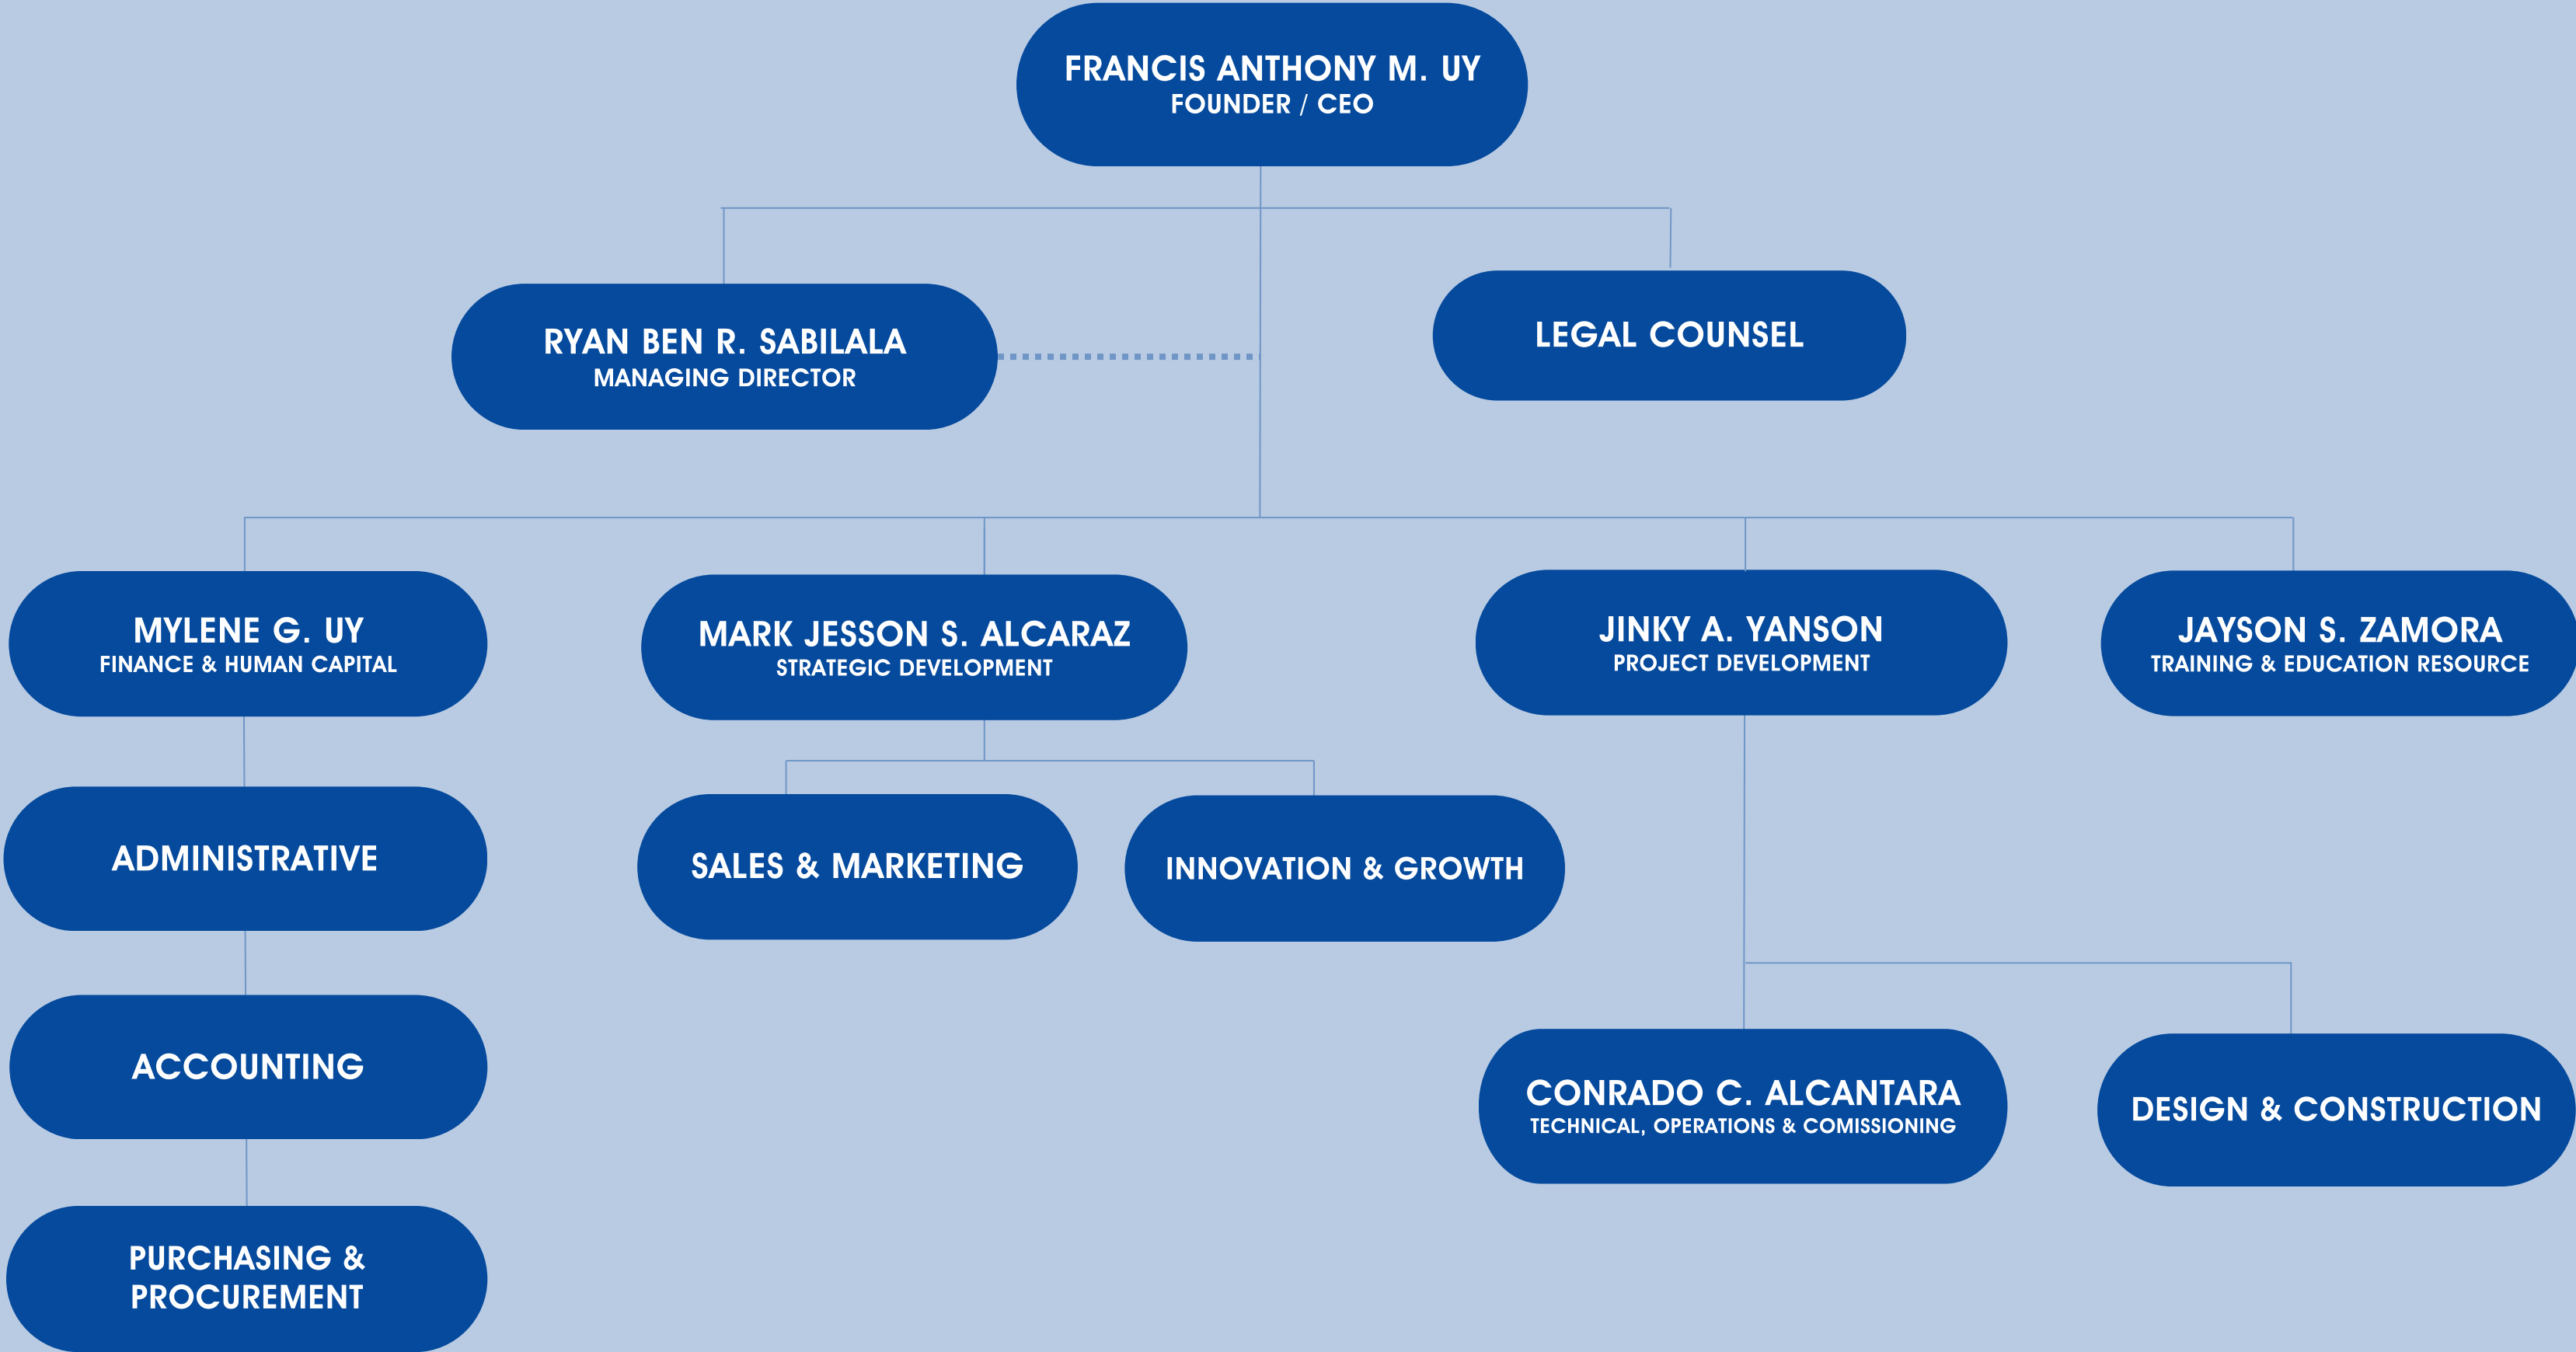 FRANCIS ANTHONY M. UY
FOUNDER / CEO
RYAN BEN R. SABILALA
MANAGING DIRECTOR
LEGAL COUNSEL
MYLENE G. UY
FINANCE & HUMAN CAPITAL
MARK JESSON S. ALCARAZ
STRATEGIC DEVELOPMENT
JINKY A. YANSON
PROJECT DEVELOPMENT
JAYSON S. ZAMORA
TRAINING & EDUCATION RESOURCE
ADMINISTRATIVE
SALES & MARKETING
INNOVATION & GROWTH
ACCOUNTING
CONRADO C. ALCANTARA
TECHNICAL, OPERATIONS & COMISSIONING
DESIGN & CONSTRUCTION
PURCHASING &
PROCUREMENT